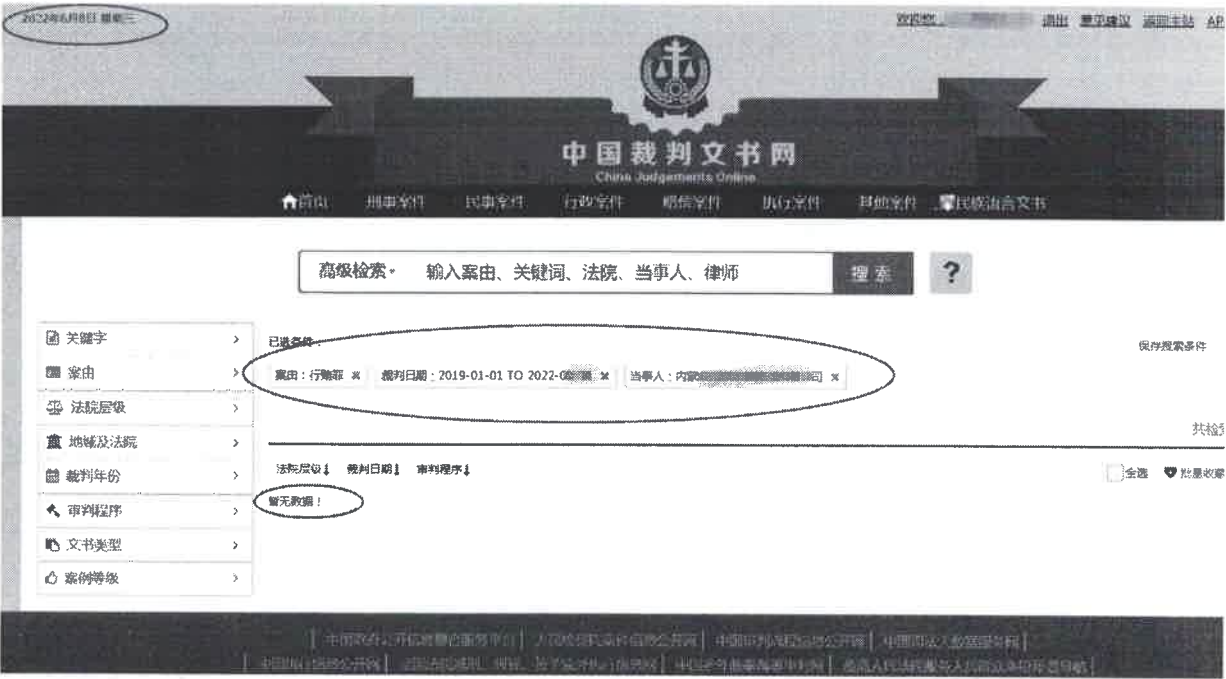 2022年6月8日 星期三
退出 意见建议 返回主站
中国裁判文书网
China Judgements Online
首页 刑事案件 民事案件 行政案件 赔偿案件 执行案件 其他案件 民族语言文书
高级检索 输入案由、关键词、法院、当事人、律师 搜索 ?
已选条件：
保存搜索条件
案由：行贿罪 × 裁判日期：2019-01-01 TO 2022-0 × 当事人：内蒙 司 ×
共检
法院层级 裁判日期 审判程序
全选 批量收藏
暂无数据！
关键字
案由
法院层级
地域及法院
裁判年份
审判程序
文书类型
案例等级